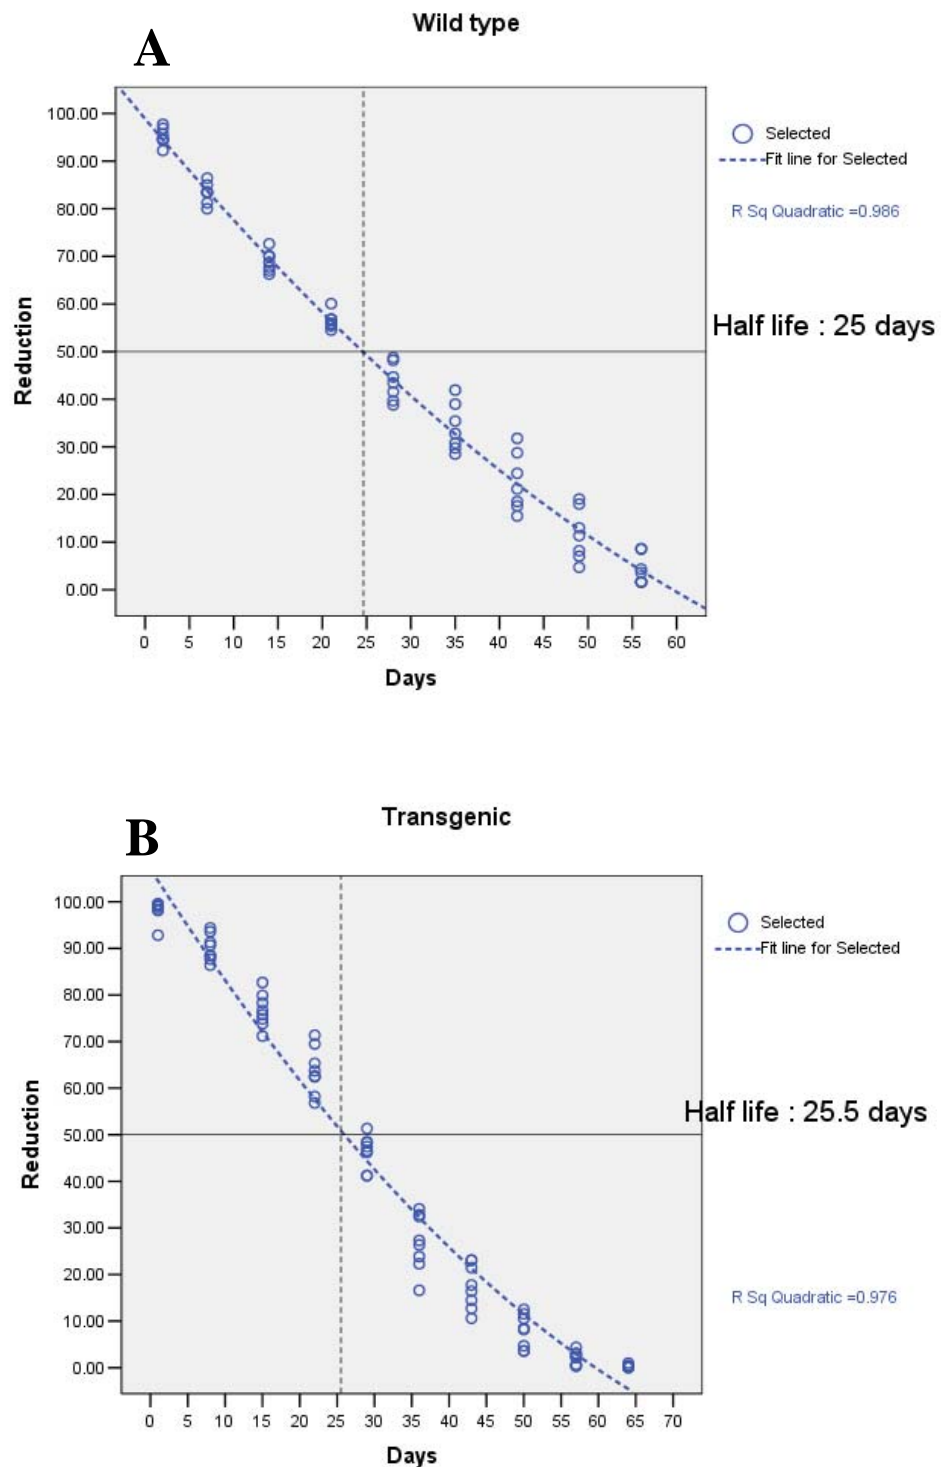 Wild type
A
100.00
90.00
80.00
70.00
60.00
50.00
40.00
30.00
20.00
10.00
0.00
Reduction
0 5 10 15 20 25 30 35 40 45 50 55 60
Days
Selected
Fit line for Selected
R Sq Quadratic =0.986
Half life : 25 days
Transgenic
B
100.00
90.00
80.00
70.00
60.00
50.00
40.00
30.00
20.00
10.00
0.00
Reduction
0 5 10 15 20 25 30 35 40 45 50 55 60 65 70
Days
Selected
Fit line for Selected
Half life : 25.5 days
R Sq Quadratic =0.976